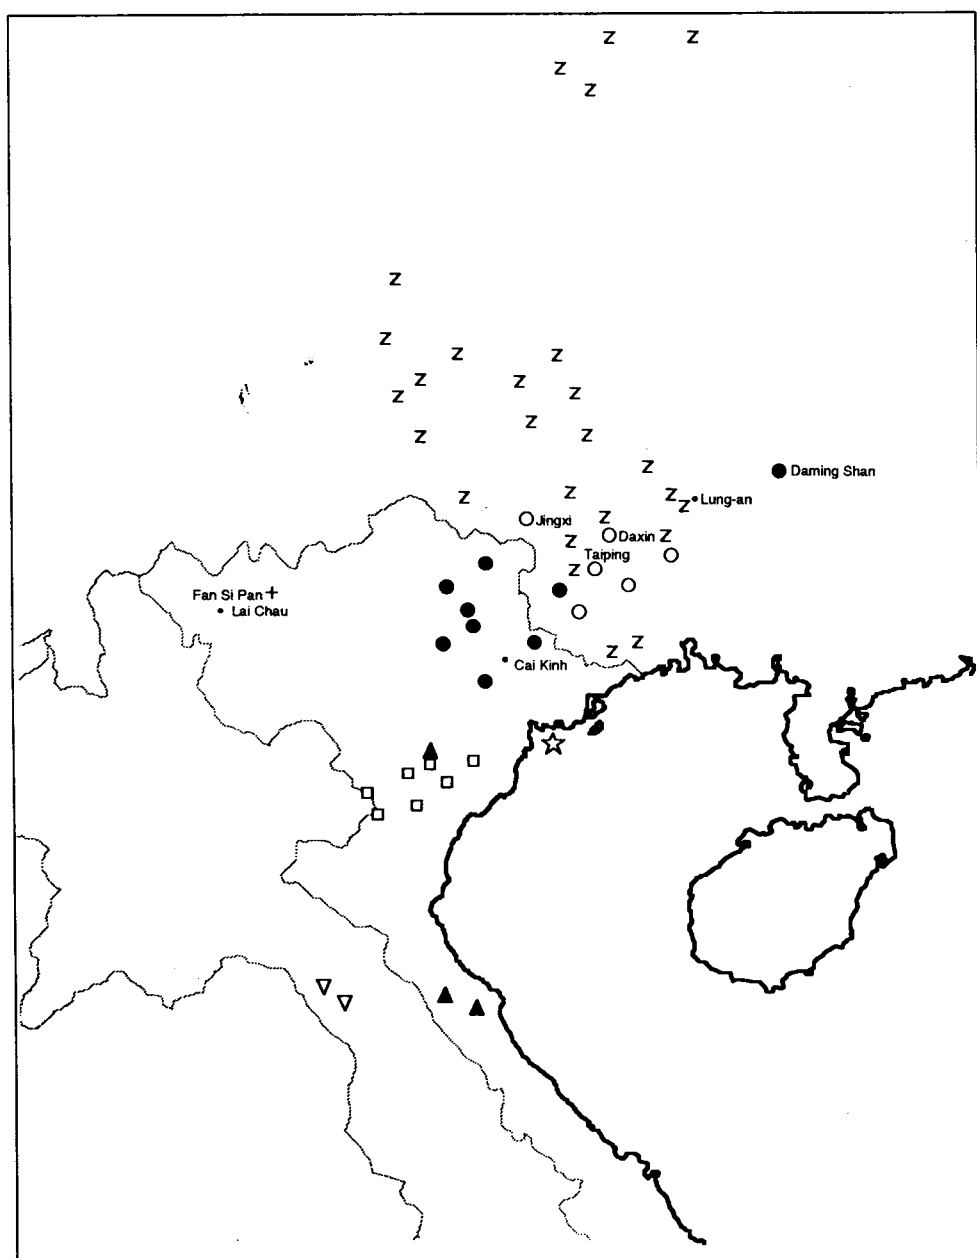 Z Z
Z
Z
Z
Z
Z Z
Z Z
Z Z
Z
Z Z
Z
Daming Shan
Z Z
Z Z Lung-an
Jingxi Z
Z Daxin Z
Taiping
Z
Fan Si Pan
Lai Chau
Z
Z
Cai Kinh